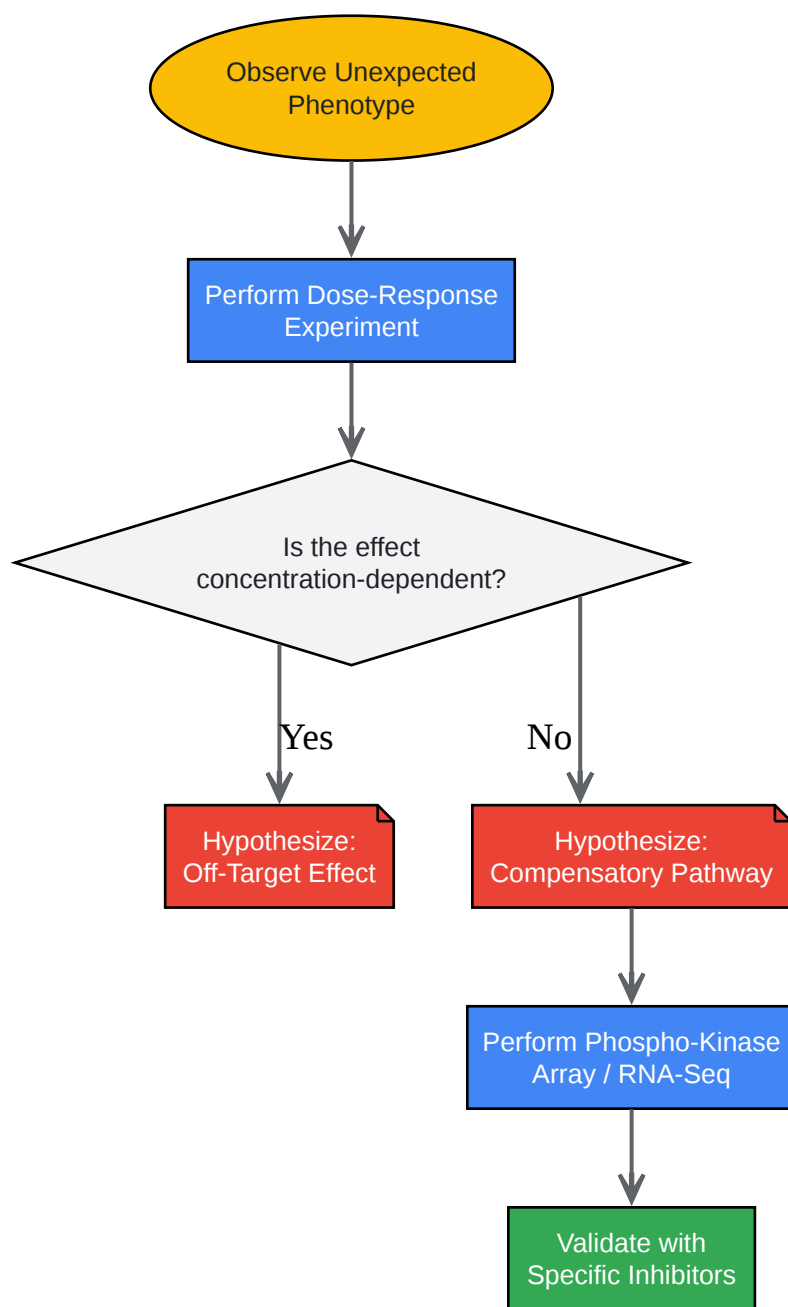 Observe Unexpected
Phenotype
Perform Dose-Response
Experiment
Is the effect
concentration-dependent?
Yes
No
Hypothesize:
Off-Target Effect
Hypothesize:
Compensatory Pathway
Perform Phospho-Kinase
Array / RNA-Seq
Validate with
Specific Inhibitors